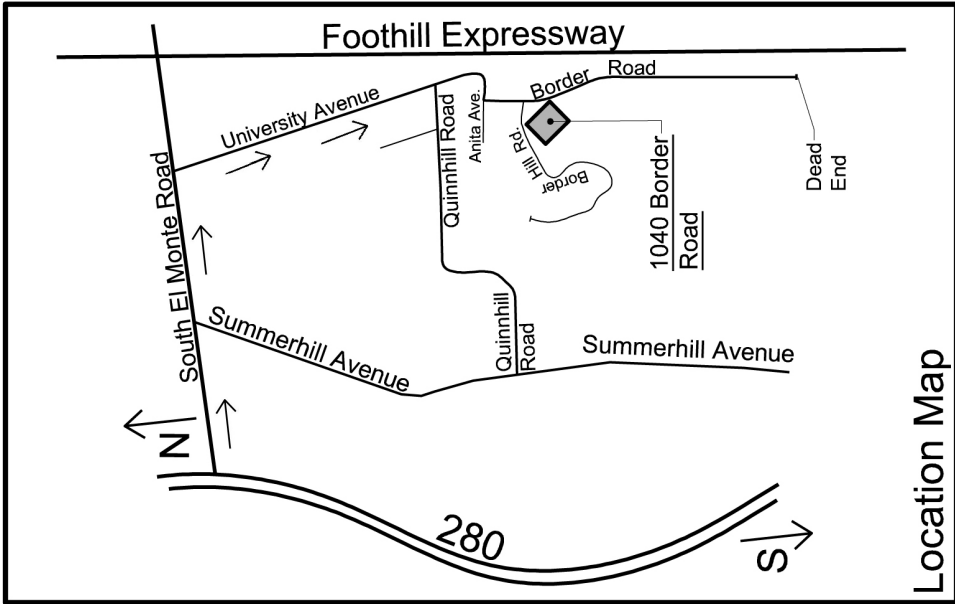 Foothill Expressway
Border
Road
University Avenue
Anita Ave.
Quinnhill Road
Hill Rd.
Border
1040 Border
Road
Dead
End
South El Monte Road
Summerhill Avenue
Quinnhill
Road
Summerhill Avenue
N
280
S
Location Map